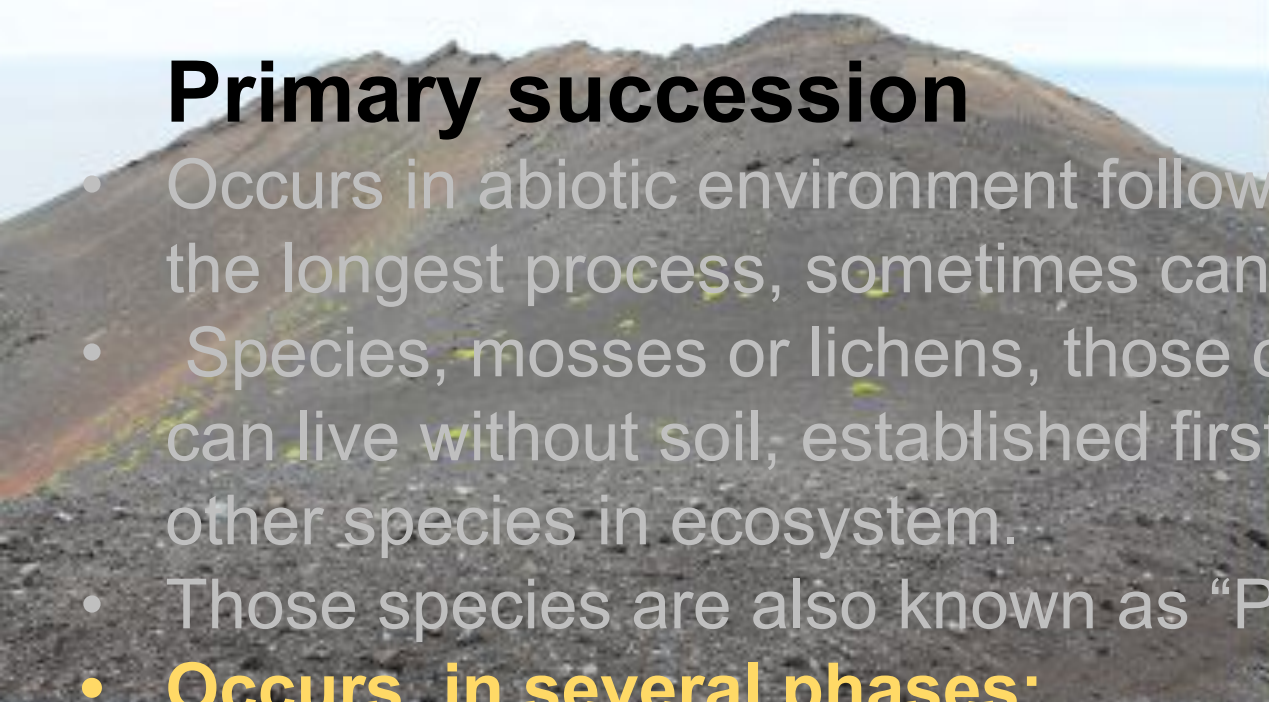 Primary succession
• Occurs in abiotic environment follow
the longest process, sometimes can
• Species, mosses or lichens, those
can live without soil, established first
other species in ecosystem.
• Those species are also known as “P
• Occurs in several phases: